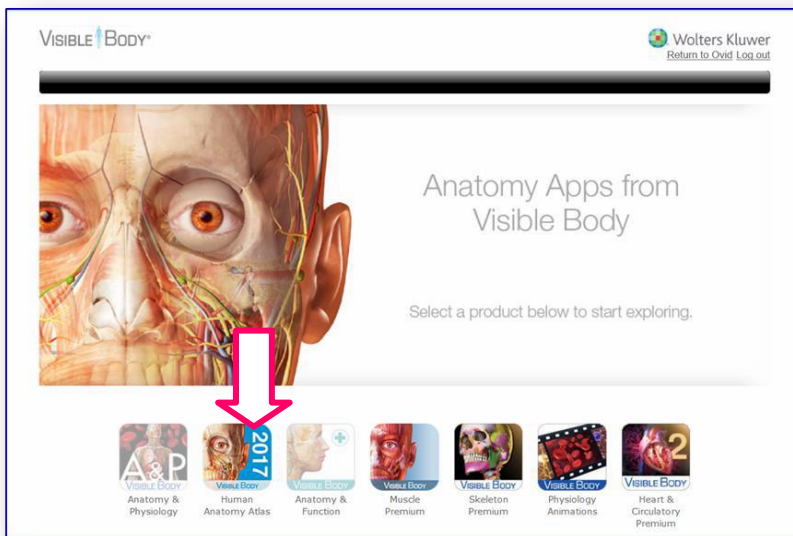 VISIBLE BODY®
Wolters Kluwer
Return to Ovid Log out
Anatomy Apps from
Visible Body
Select a product below to start exploring.
A&P
VISIBLE BODY
2017
VISIBLE BODY
VISIBLE BODY
VISIBLE BODY
VISIBLE BODY
VISIBLE BODY
2
VISIBLE BODY
Anatomy &
Physiology
Human
Anatomy Atlas
Anatomy &
Function
Muscle
Premium
Skeleton
Premium
Physiology
Animations
Heart &
Circulatory
Premium